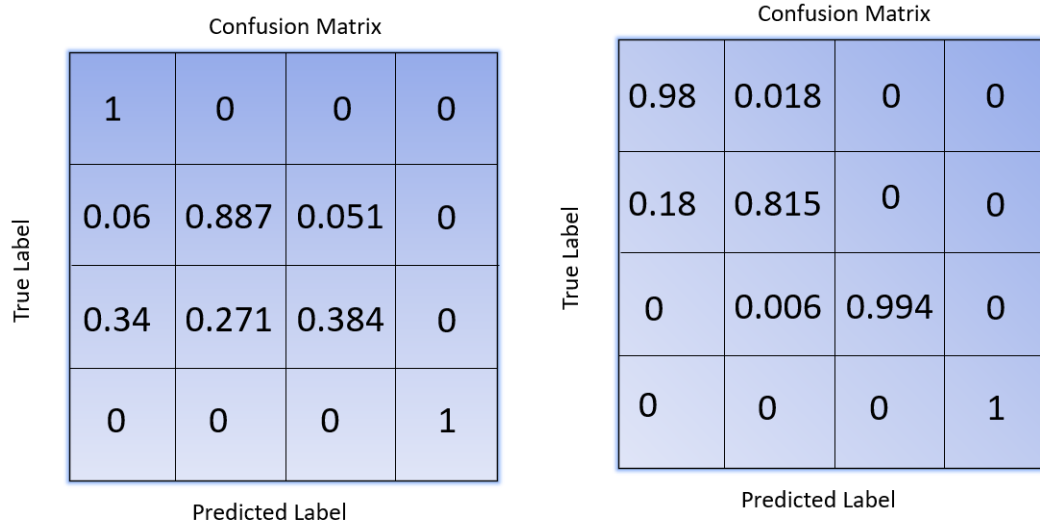 Confusion Matrix
1 0 0 0
0.06 0.887 0.051 0
0.34 0.271 0.384 0
0 0 0 1
True Label
Predicted Label
Confusion Matrix
0.98 0.018 0 0
0.18 0.815 0 0
0 0.006 0.994 0
0 0 0 1
True Label
Predicted Label